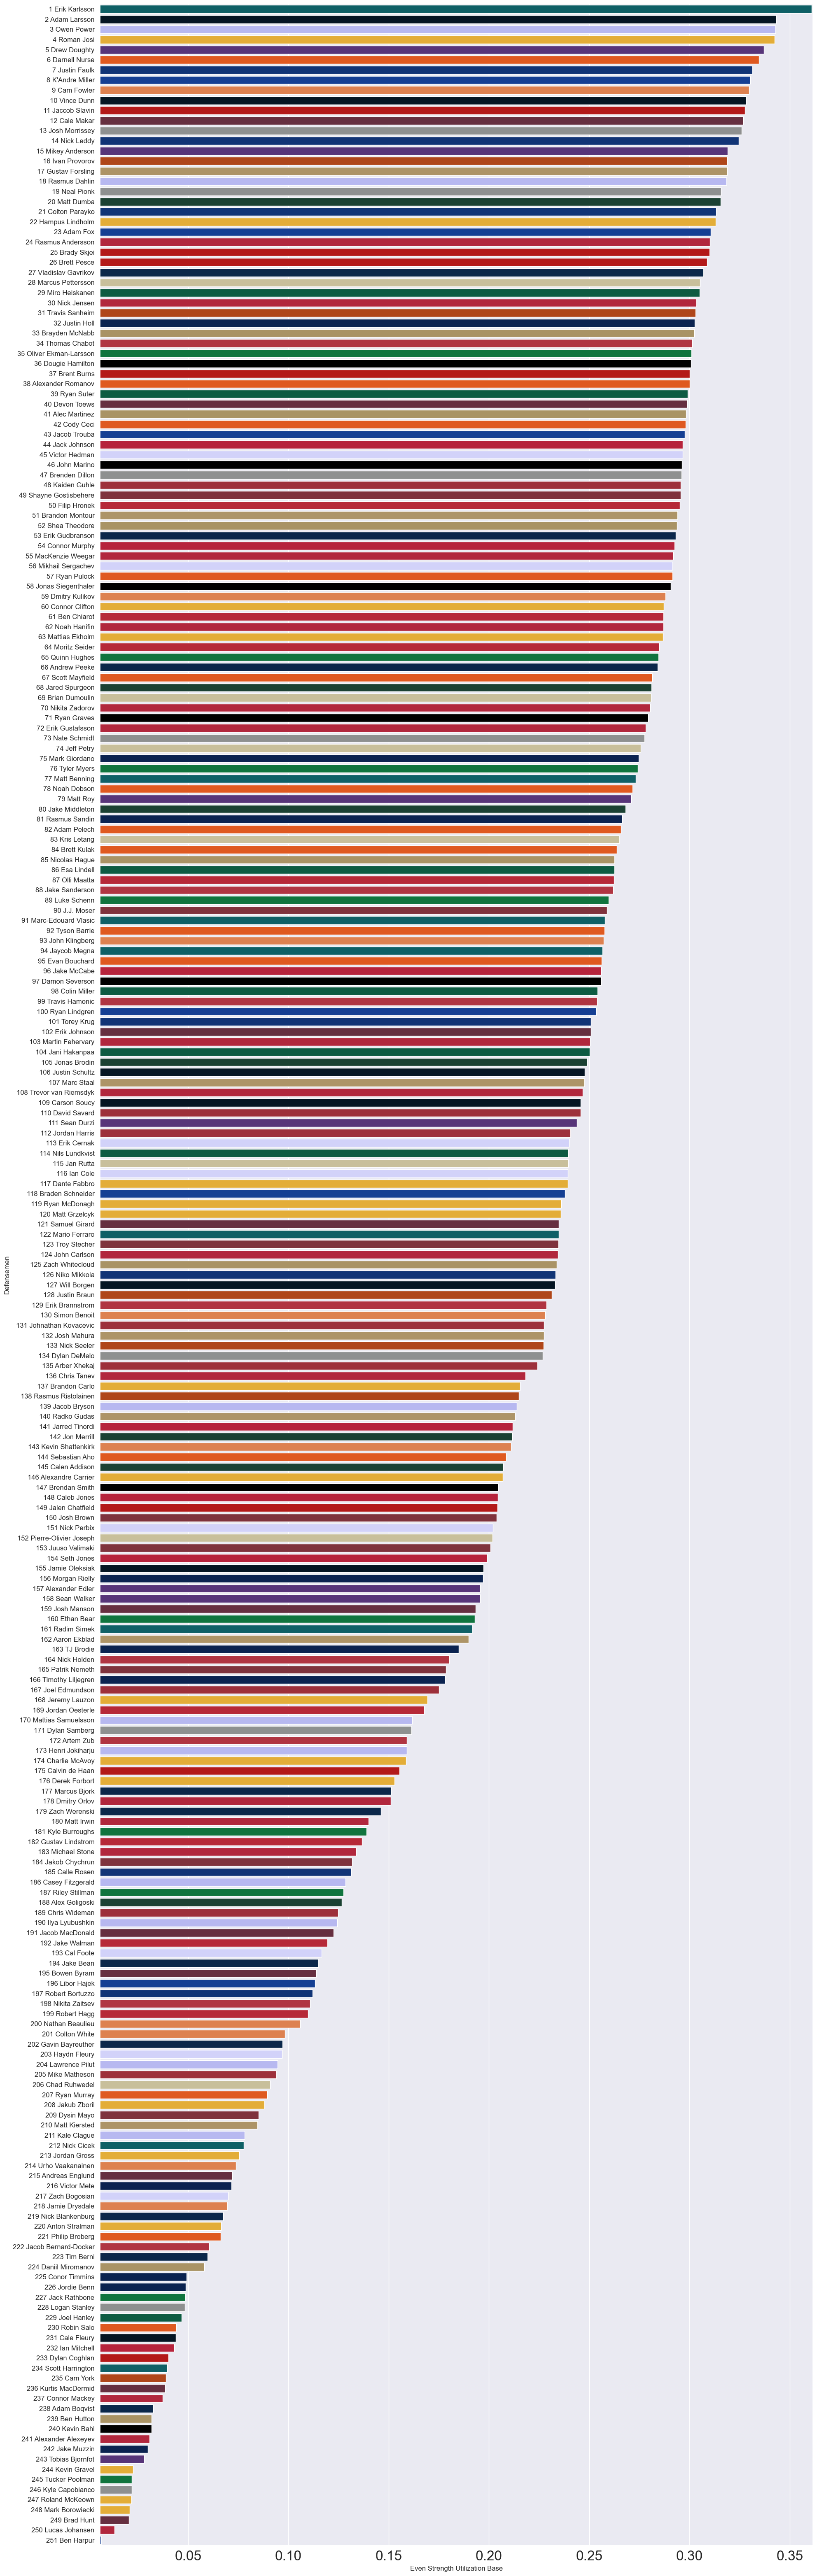 1 Erik Karlsson
2 Adam Larsson
3 Owen Power
4 Roman Josi
5 Drew Doughty
6 Darnell Nurse
7 Justin Faulk
8 K'Andre Miller
9 Cam Fowler
10 Vince Dunn
11 Jaccob Slavin
12 Cale Makar
13 Josh Morrissey
14 Nick Leddy
15 Mikey Anderson
16 Ivan Provorov
17 Gustav Forsling
18 Rasmus Dahlin
19 Neal Pionk
20 Matt Dumba
21 Colton Parayko
22 Hampus Lindholm
23 Adam Fox
24 Rasmus Andersson
25 Brady Skjei
26 Brett Pesce
27 Vladislav Gavrikov
28 Marcus Pettersson
29 Miro Heiskanen
30 Nick Jensen
31 Travis Sanheim
32 Justin Holl
33 Brayden McNabb
34 Thomas Chabot
35 Oliver Ekman-Larsson
36 Dougie Hamilton
37 Brent Burns
38 Alexander Romanov
39 Ryan Suter
40 Devon Toews
41 Alec Martinez
42 Cody Ceci
43 Jacob Trouba
44 Jack Johnson
45 Victor Hedman
46 John Marino
47 Brenden Dillon
48 Kaiden Guhle
49 Shayne Gostisbehere
50 Filip Hronek
51 Brandon Montour
52 Shea Theodore
53 Erik Gudbranson
54 Connor Murphy
55 MacKenzie Weegar
56 Mikhail Sergachev
57 Ryan Pulock
58 Jonas Siegenthaler
59 Dmitry Kulikov
60 Connor Clifton
61 Ben Chiarot
62 Noah Hanifin
63 Mattias Ekholm
64 Moritz Seider
65 Quinn Hughes
66 Andrew Peeke
67 Scott Mayfield
68 Jared Spurgeon
69 Brian Dumoulin
70 Nikita Zadorov
71 Ryan Graves
72 Erik Gustafsson
73 Nate Schmidt
74 Jeff Petry
75 Mark Giordano
76 Tyler Myers
77 Matt Benning
78 Noah Dobson
79 Matt Roy
80 Jake Middleton
81 Rasmus Sandin
82 Adam Pelech
83 Kris Letang
84 Brett Kulak
85 Nicolas Hague
86 Esa Lindell
87 Olli Maatta
88 Jake Sanderson
89 Luke Schenn
90 J.J. Moser
91 Marc-Edouard Vlasic
92 Tyson Barrie
93 John Klingberg
94 Jaycob Megna
95 Evan Bouchard
96 Jake McCabe
97 Damon Severson
98 Colin Miller
99 Travis Hamonic
100 Ryan Lindgren
101 Torey Krug
102 Erik Johnson
103 Martin Fehervary
104 Jani Hakanpaa
105 Jonas Brodin
106 Justin Schultz
107 Marc Staal
108 Trevor van Riemsdyk
109 Carson Soucy
110 David Savard
111 Sean Durzi
112 Jordan Harris
113 Erik Cernak
114 Nils Lundkvist
115 Jan Rutta
116 Ian Cole
117 Dante Fabbro
118 Braden Schneider
119 Ryan McDonagh
120 Matt Grzelcyk
121 Samuel Girard
122 Mario Ferraro
123 Troy Stecher
124 John Carlson
125 Zach Whitecloud
126 Niko Mikkola
127 Will Borgen
128 Justin Braun
129 Erik Brannstrom
130 Simon Benoit
131 Johnathan Kovacevic
132 Josh Mahura
133 Nick Seeler
134 Dylan DeMelo
135 Arber Xhekaj
136 Chris Tanev
137 Brandon Carlo
138 Rasmus Ristolainen
139 Jacob Bryson
140 Radko Gudas
141 Jarred Tinordi
142 Jon Merrill
143 Kevin Shattenkirk
144 Sebastian Aho
145 Calen Addison
146 Alexandre Carrier
147 Brendan Smith
148 Caleb Jones
149 Jalen Chatfield
150 Josh Brown
151 Nick Perbix
152 Pierre-Olivier Joseph
153 Juuso Valimaki
154 Seth Jones
155 Jamie Oleksiak
156 Morgan Rielly
157 Alexander Edler
158 Sean Walker
159 Josh Manson
160 Ethan Bear
161 Radim Simek
162 Aaron Ekblad
163 TJ Brodie
164 Nick Holden
165 Patrik Nemeth
166 Timothy Liljegren
167 Joel Edmundson
168 Jeremy Lauzon
169 Jordan Oesterle
170 Mattias Samuelsson
171 Dylan Samberg
172 Artem Zub
173 Henri Jokiharju
174 Charlie McAvoy
175 Calvin de Haan
176 Derek Forbort
177 Marcus Bjork
178 Dmitry Orlov
179 Zach Werenski
180 Matt Irwin
181 Kyle Burroughs
182 Gustav Lindstrom
183 Michael Stone
184 Jakob Chychrun
185 Calle Rosen
186 Casey Fitzgerald
187 Riley Stillman
188 Alex Goligoski
189 Chris Wideman
190 Ilya Lyubushkin
191 Jacob MacDonald
192 Jake Walman
193 Cal Foote
194 Jake Bean
195 Bowen Byram
196 Libor Hajek
197 Robert Bortuzzo
198 Nikita Zaitsev
199 Robert Hagg
200 Nathan Beaulieu
201 Colton White
202 Gavin Bayreuther
203 Haydn Fleury
204 Lawrence Pilut
205 Mike Matheson
206 Chad Ruhwedel
207 Ryan Murray
208 Jakub Zboril
209 Dysin Mayo
210 Matt Kiersted
211 Kale Clague
212 Nick Cicek
213 Jordan Gross
214 Urho Vaakanainen
215 Andreas Englund
216 Victor Mete
217 Zach Bogosian
218 Jamie Drysdale
219 Nick Blankenburg
220 Anton Stralman
221 Philip Broberg
222 Jacob Bernard-Docker
223 Tim Berni
224 Daniil Miromanov
225 Conor Timmins
226 Jordie Benn
227 Jack Rathbone
228 Logan Stanley
229 Joel Hanley
230 Robin Salo
231 Cale Fleury
232 Ian Mitchell
233 Dylan Coghlan
234 Scott Harrington
235 Cam York
236 Kurtis MacDermid
237 Connor Mackey
238 Adam Boqvist
239 Ben Hutton
240 Kevin Bahl
241 Alexander Alexeyev
242 Jake Muzzin
243 Tobias Bjornfot
244 Kevin Gravel
245 Tucker Poolman
246 Kyle Capobianco
247 Roland McKeown
248 Mark Borowiecki
249 Brad Hunt
250 Lucas Johansen
251 Ben Harpur
Defensemen
0.05 0.10 0.15 0.20 0.25 0.30 0.35
Even Strength Utilization Base